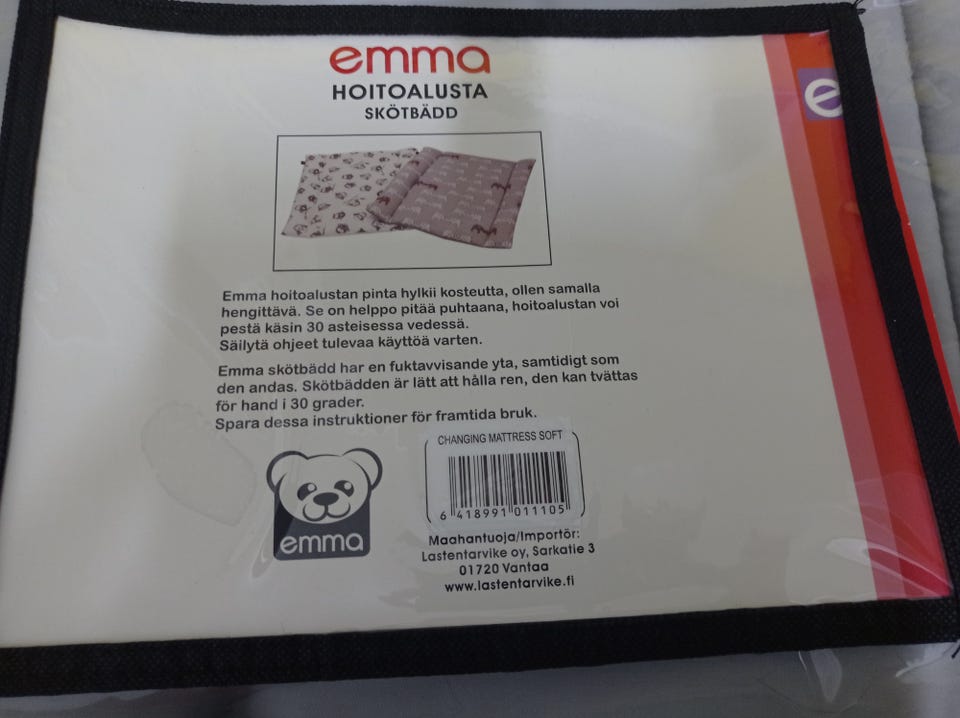 emma
HOITOALUSTA
SKÖTBÄDD
e
Emma hoitoalustan pinta hylkii kosteutta, ollen samalla
hengittävä. Se on helppo pitää puhtaana, hoitoalustan voi
pestä käsin 30 asteisessa vedessä.
Säilytä ohjeet tulevaa käyttöä varten.
Emma skötbädd har en fuktavvisande yta, samtidigt som
den andas. Skötbädden är lätt att hålla ren, den kan tvättas
för hand i 30 grader.
Spara dessa instruktioner för framtida bruk.
CHANGING MATTRESS SOFT
6 418991 011105
emma
Maahantuoja/Importör:
Lastentarvike oy, Sarkatie 3
01720 Vantaa
www.lastentarvike.fi